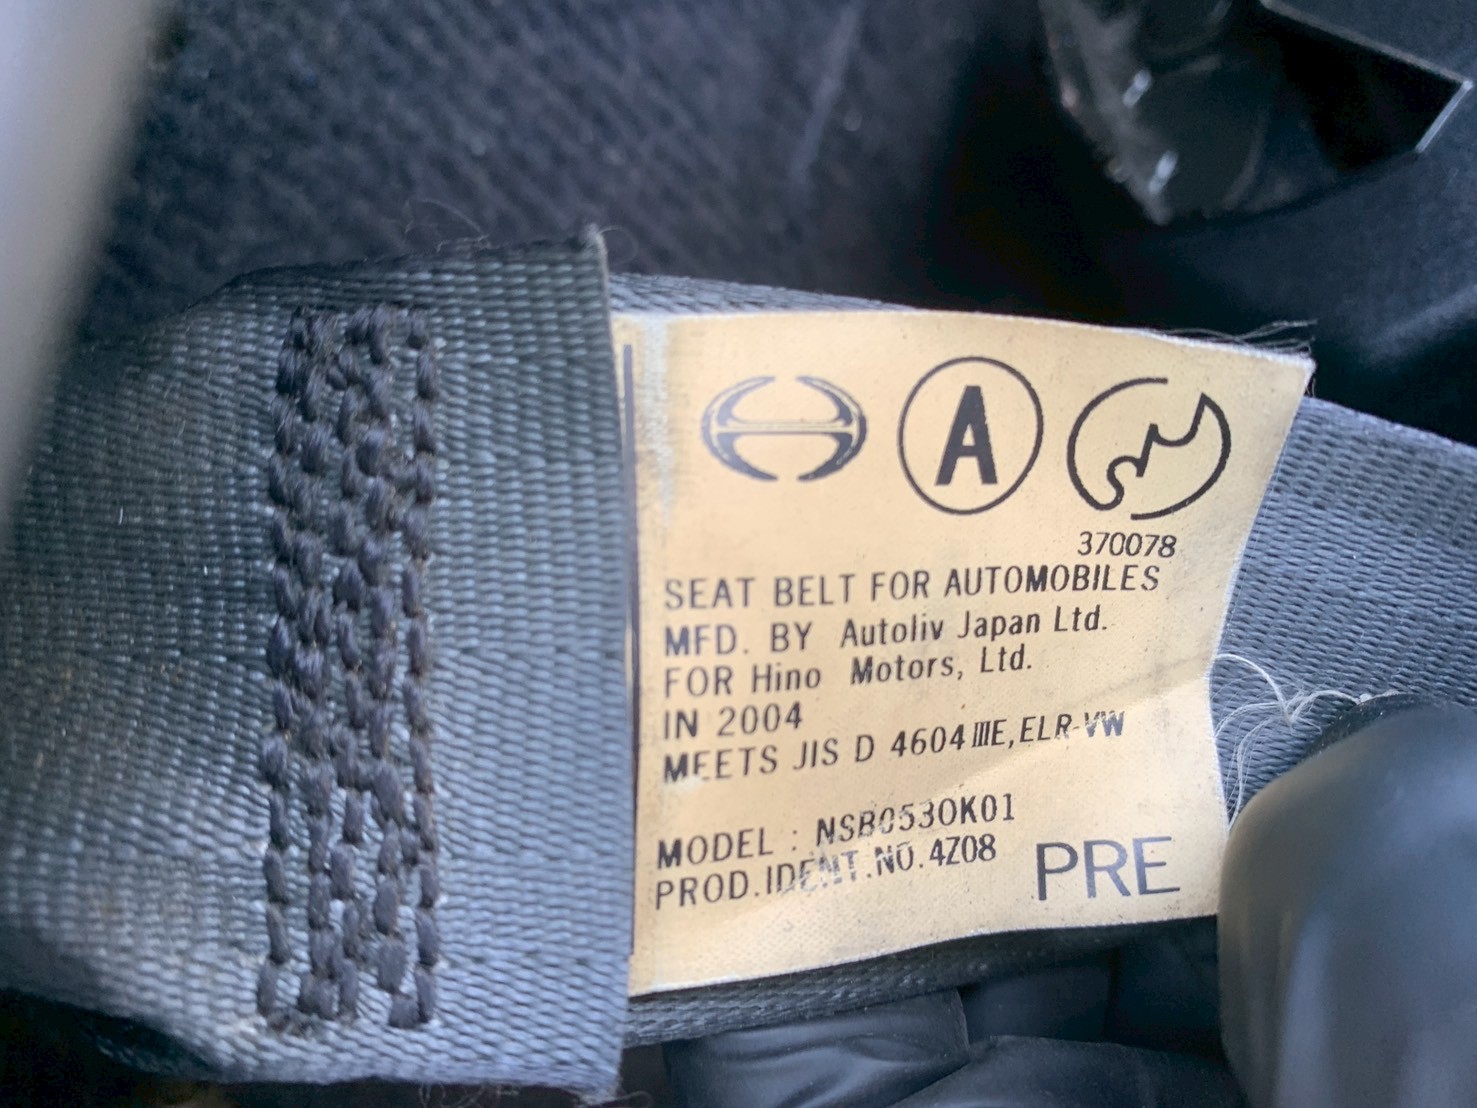 A
370078
SEAT BELT FOR AUTOMOBILES
MFD. BY Autoliv Japan Ltd.
FOR Hino Motors, Ltd.
IN 2004
MEETS JIS D 4604ⅢE,ELR-VW
MODEL : NSB0530K01
PROD.IDENT.NO.4Z08
PRE